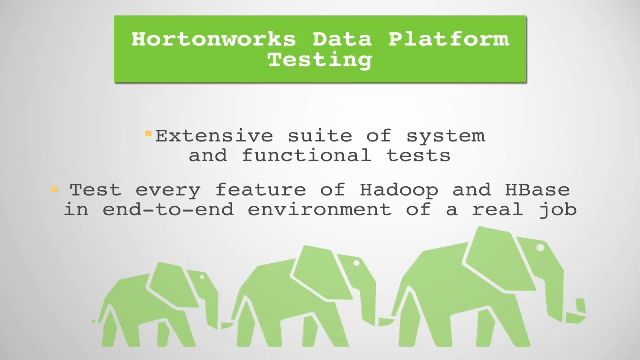 Hortonworks Data Platform
Testing
▪Extensive suite of system
and functional tests
▪ Test every feature of Hadoop and HBase
in end-to-end environment of a real job